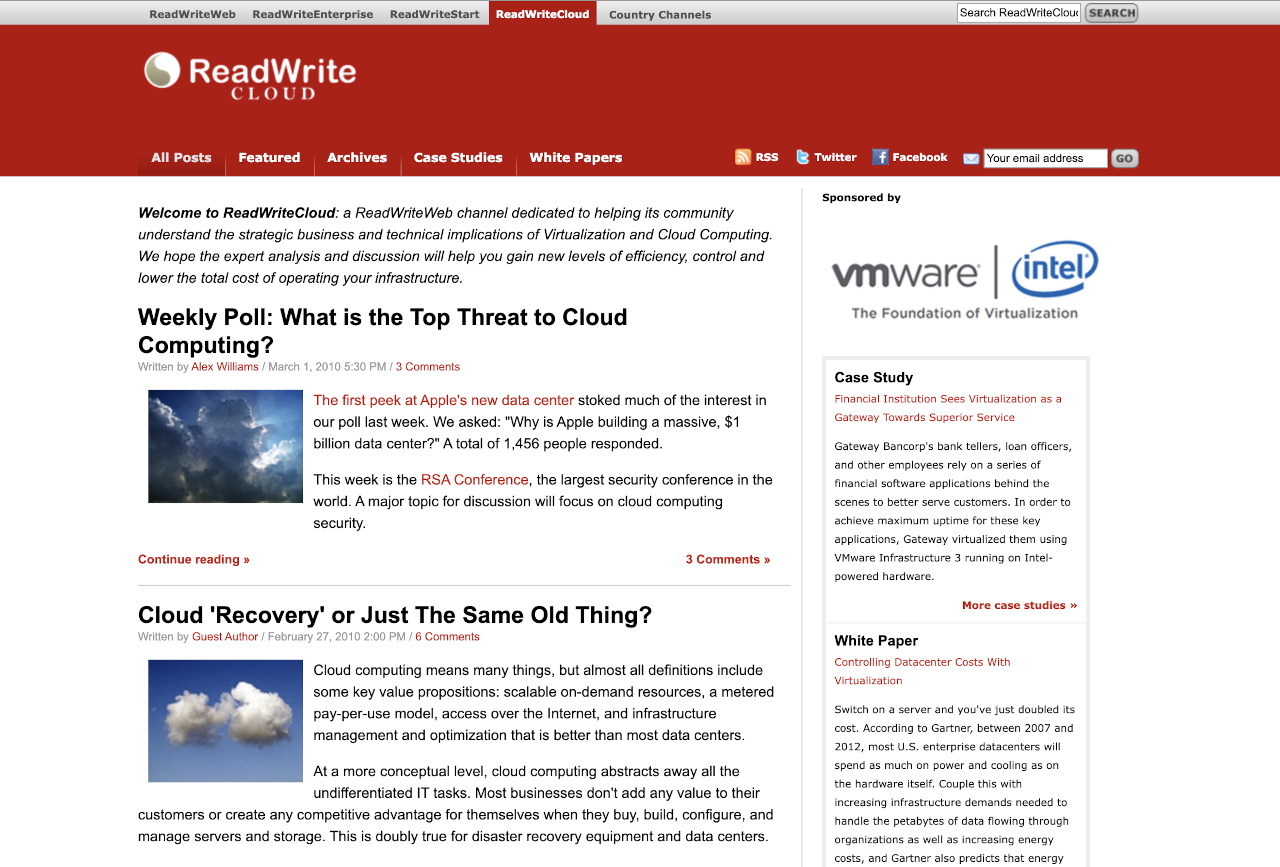 ReadWriteWeb ReadWriteEnterprise ReadWriteStart ReadWriteCloud Country Channels
Search ReadWriteClou SEARCH
ReadWrite
CLOUD
All Posts Featured Archives Case Studies White Papers
RSS Twitter Facebook Your email address GO
Welcome to ReadWriteCloud: a ReadWriteWeb channel dedicated to helping its community
understand the strategic business and technical implications of Virtualization and Cloud Computing.
We hope the expert analysis and discussion will help you gain new levels of efficiency, control and
lower the total cost of operating your infrastructure.
Weekly Poll: What is the Top Threat to Cloud
Computing?
Written by Alex Williams / March 1, 2010 5:30 PM / 3 Comments
The first peek at Apple's new data center stoked much of the interest in
our poll last week. We asked: "Why is Apple building a massive, $1
billion data center?" A total of 1,456 people responded.
This week is the RSA Conference, the largest security conference in the
world. A major topic for discussion will focus on cloud computing
security.
Continue reading » 3 Comments »
Cloud 'Recovery' or Just The Same Old Thing?
Written by Guest Author / February 27, 2010 2:00 PM / 6 Comments
Cloud computing means many things, but almost all definitions include
some key value propositions: scalable on-demand resources, a metered
pay-per-use model, access over the Internet, and infrastructure
management and optimization that is better than most data centers.
At a more conceptual level, cloud computing abstracts away all the
undifferentiated IT tasks. Most businesses don't add any value to their
customers or create any competitive advantage for themselves when they buy, build, configure, and
manage servers and storage. This is doubly true for disaster recovery equipment and data centers.
Sponsored by
vmware intel
The Foundation of Virtualization
Case Study
Financial Institution Sees Virtualization as a
Gateway Towards Superior Service
Gateway Bancorp's bank tellers, loan officers,
and other employees rely on a series of
financial software applications behind the
scenes to better serve customers. In order to
achieve maximum uptime for these key
applications, Gateway virtualized them using
VMware Infrastructure 3 running on Intel-
powered hardware.
More case studies »
White Paper
Controlling Datacenter Costs With
Virtualization
Switch on a server and you've just doubled its
cost. According to Gartner, between 2007 and
2012, most U.S. enterprise datacenters will
spend as much on power and cooling as on
the hardware itself. Couple this with
increasing infrastructure demands needed to
handle the petabytes of data flowing through
organizations as well as increasing energy
costs, and Gartner also predicts that energy